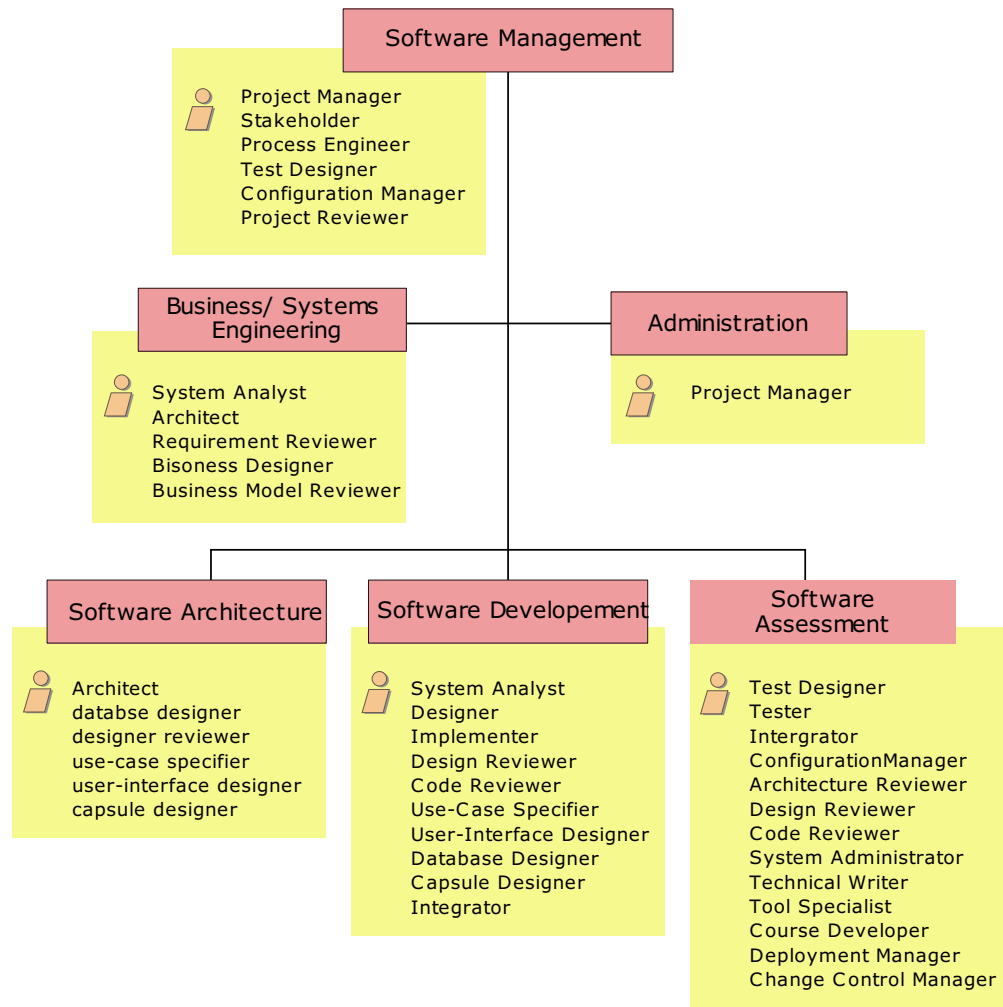 Software Management
Project Manager
Stakeholder
Process Engineer
Test Designer
Configuration Manager
Project Reviewer
Business/ Systems
Engineering
System Analyst
Architect
Requirement Reviewer
Bisoness Designer
Business Model Reviewer
Administration
Project Manager
Software Architecture
Architect
databse designer
designer reviewer
use-case specifier
user-interface designer
capsule designer
Software Developement
System Analyst
Designer
Implementer
Design Reviewer
Code Reviewer
Use-Case Specifier
User-Interface Designer
Database Designer
Capsule Designer
Integrator
Software
Assessment
Test Designer
Tester
Intergrator
ConfigurationManager
Architecture Reviewer
Design Reviewer
Code Reviewer
System Administrator
Technical Writer
Tool Specialist
Course Developer
Deployment Manager
Change Control Manager